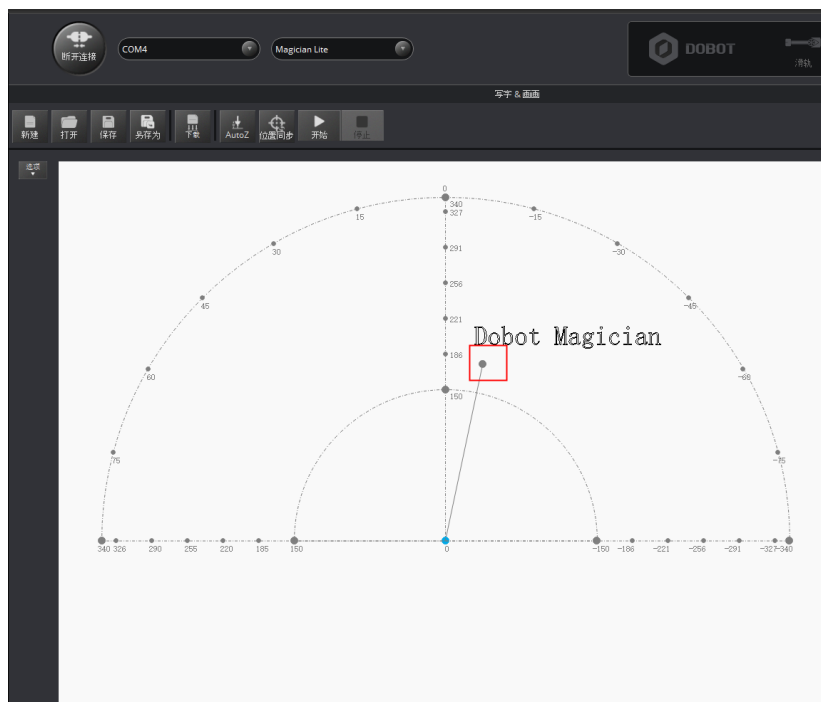 断开连接
COM4
Magician Lite
DOBOT
滑轨
写字 & 画画
新建 打开 保存 另存为 下载 AutoZ 位置同步 开始 停止
选项
0
340
327
15 -15
30 291 -30
256
45 -45
221
Dobot Magician
186
60 -60
150
75 -75
340 326 290 255 220 185 150 0 -150 -186 -221 -256 -291 -327 -340